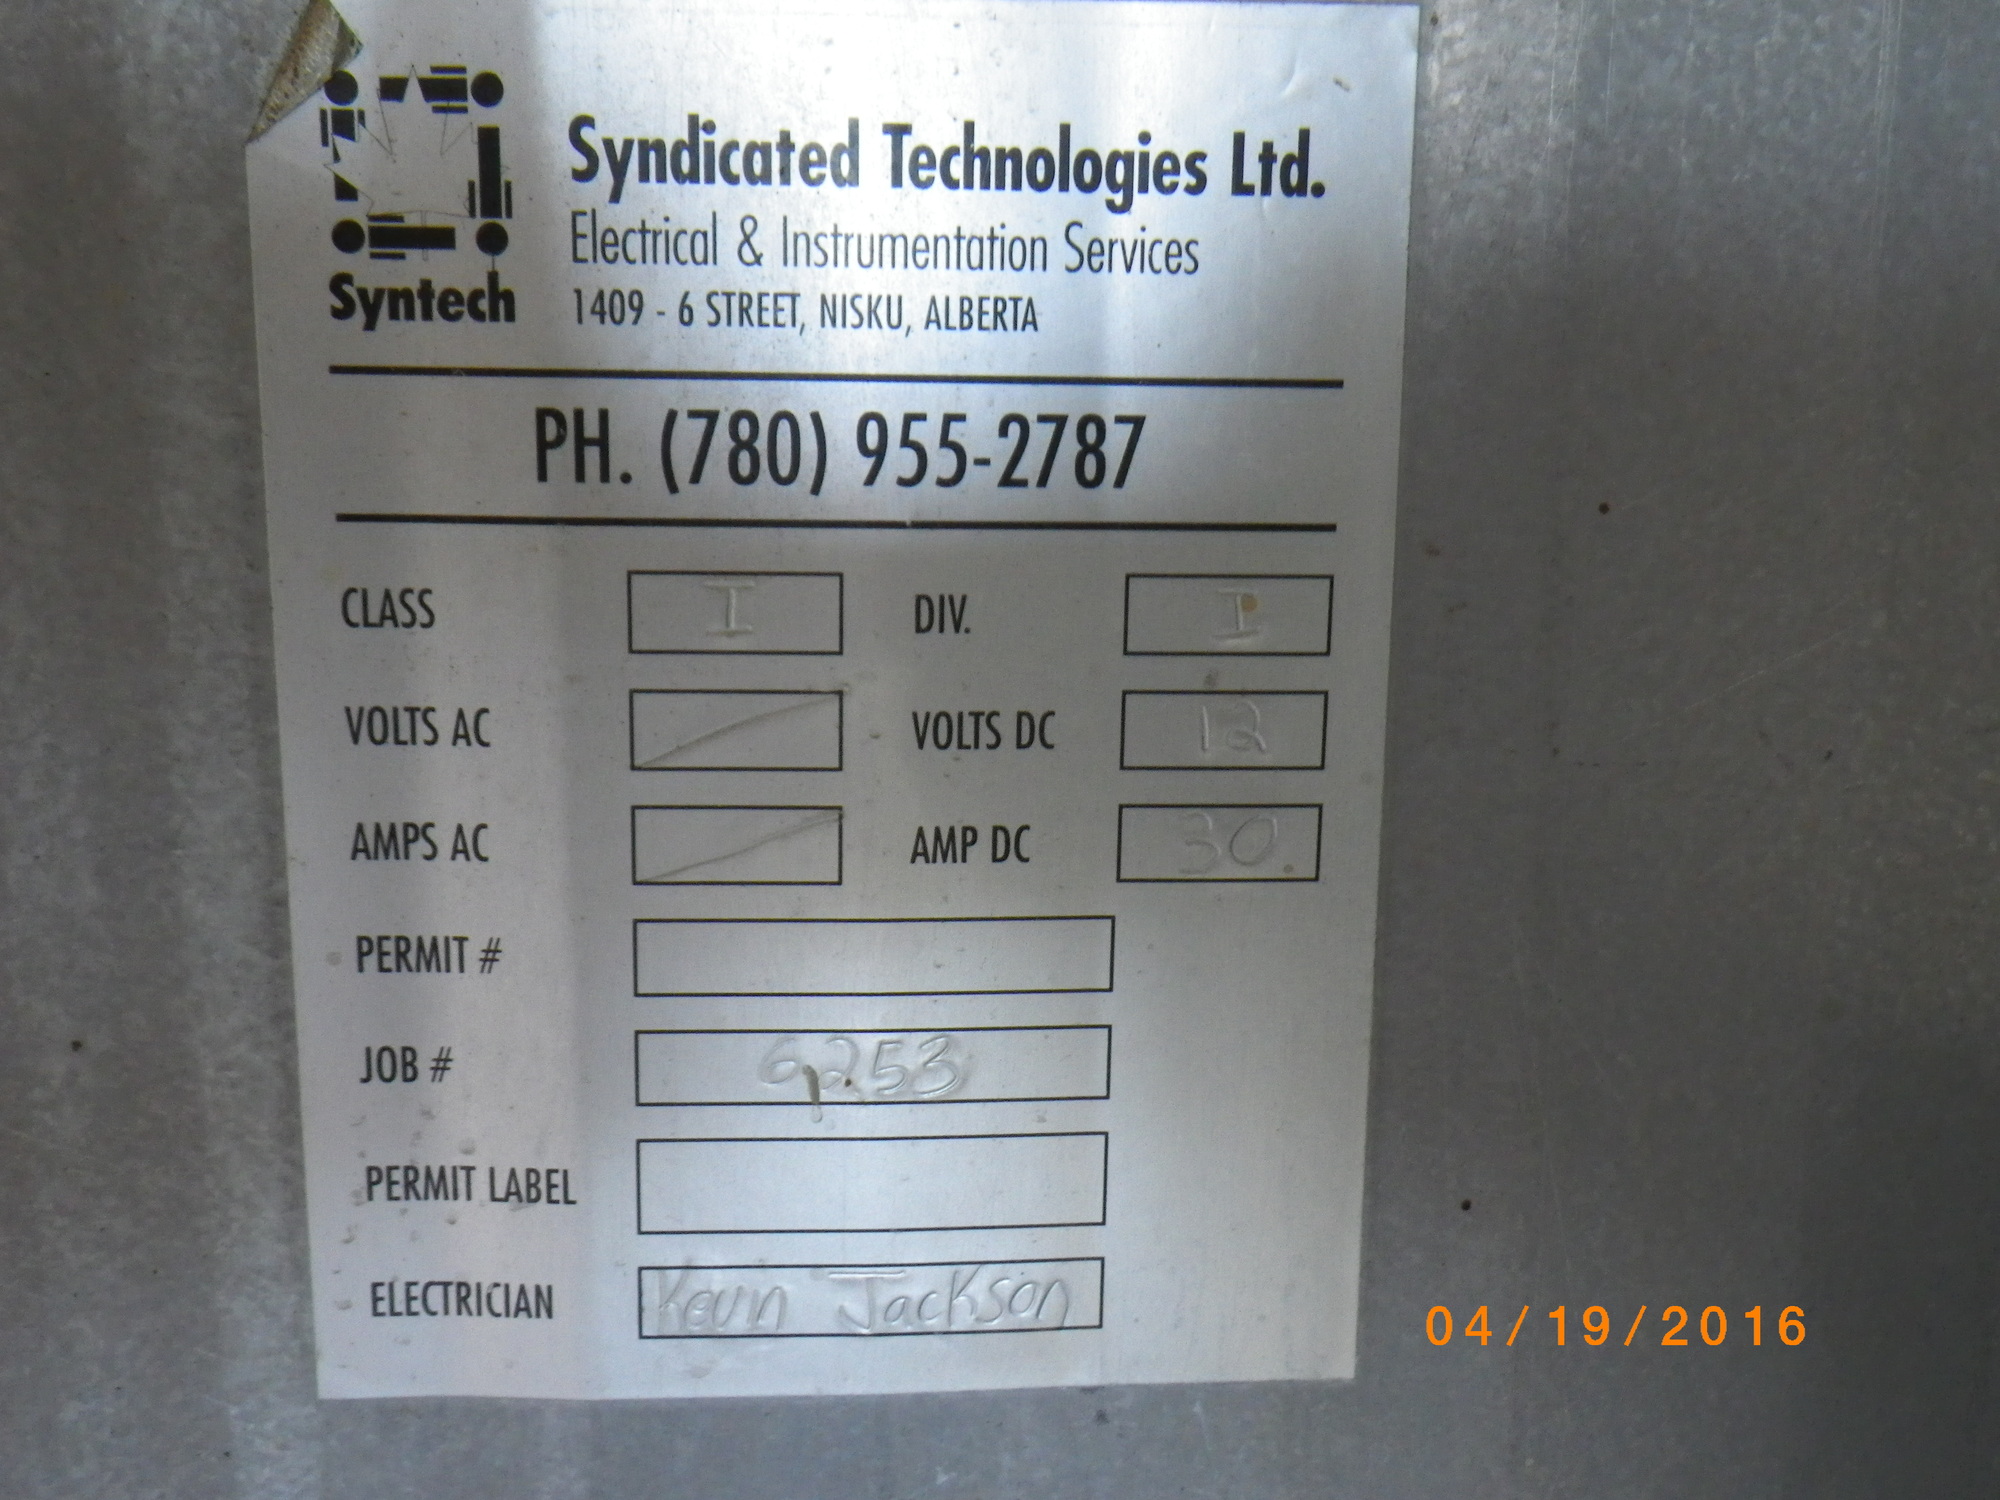 Syntech
Syndicated Technologies Ltd.
Electrical & Instrumentation Services
1409 - 6 STREET, NISKU, ALBERTA
PH. (780) 955-2787
CLASS I DIV. I
VOLTS AC VOLTS DC 12
AMPS AC AMP DC 30
PERMIT #
JOB # 6253
PERMIT LABEL
ELECTRICIAN Kevin Jackson
04/19/2016